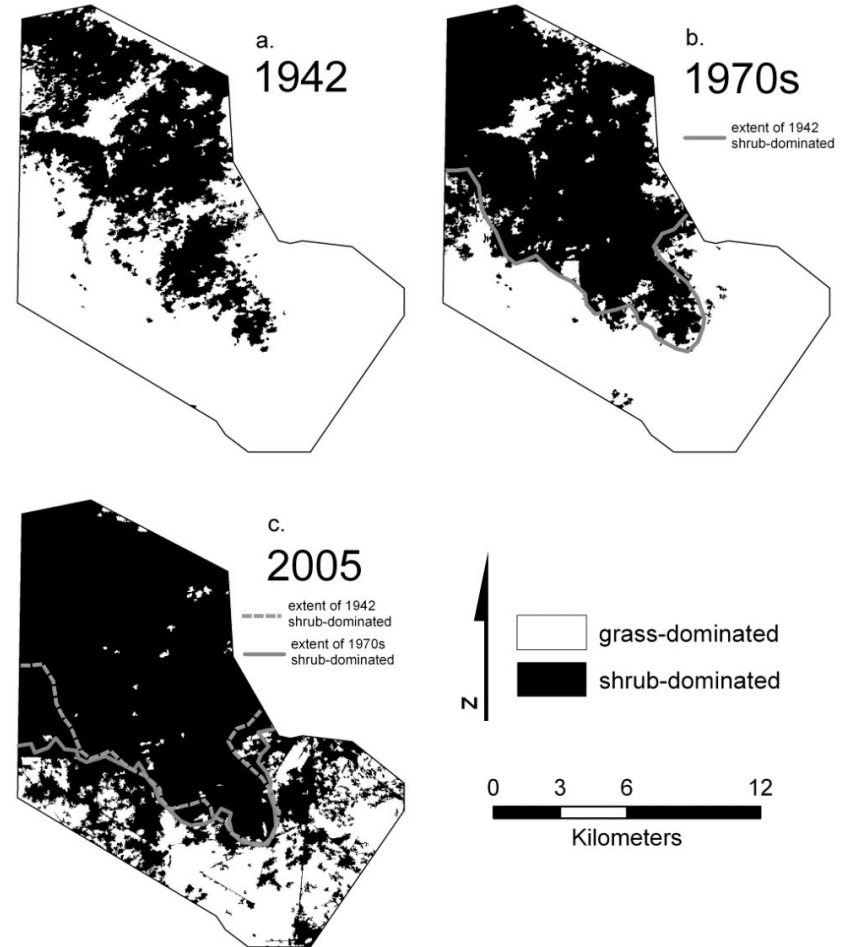 a.
1942
b.
1970s
extent of 1942
shrub-dominated
c.
2005
extent of 1942
shrub-dominated
extent of 1970s
shrub-dominated
N
grass-dominated
shrub-dominated
0 3 6 12
Kilometers